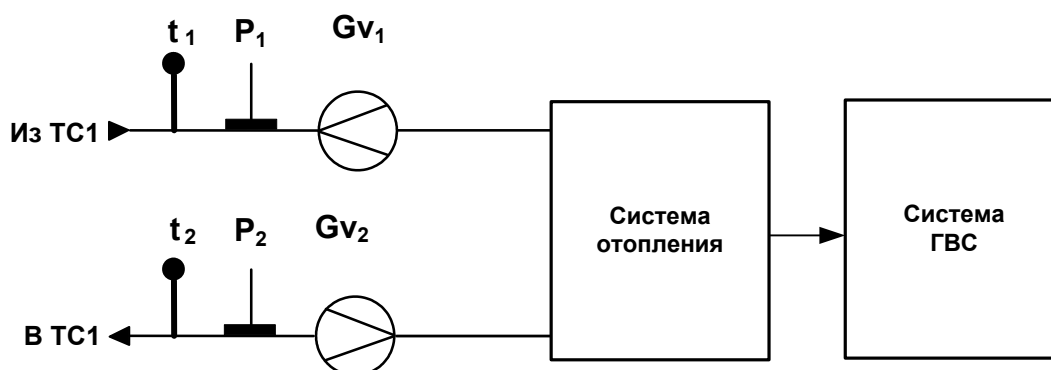 t 1 P1 Gv1
Из ТС1
Система
отопления
Система
ГВС
t 2 P2 Gv2
В ТС1